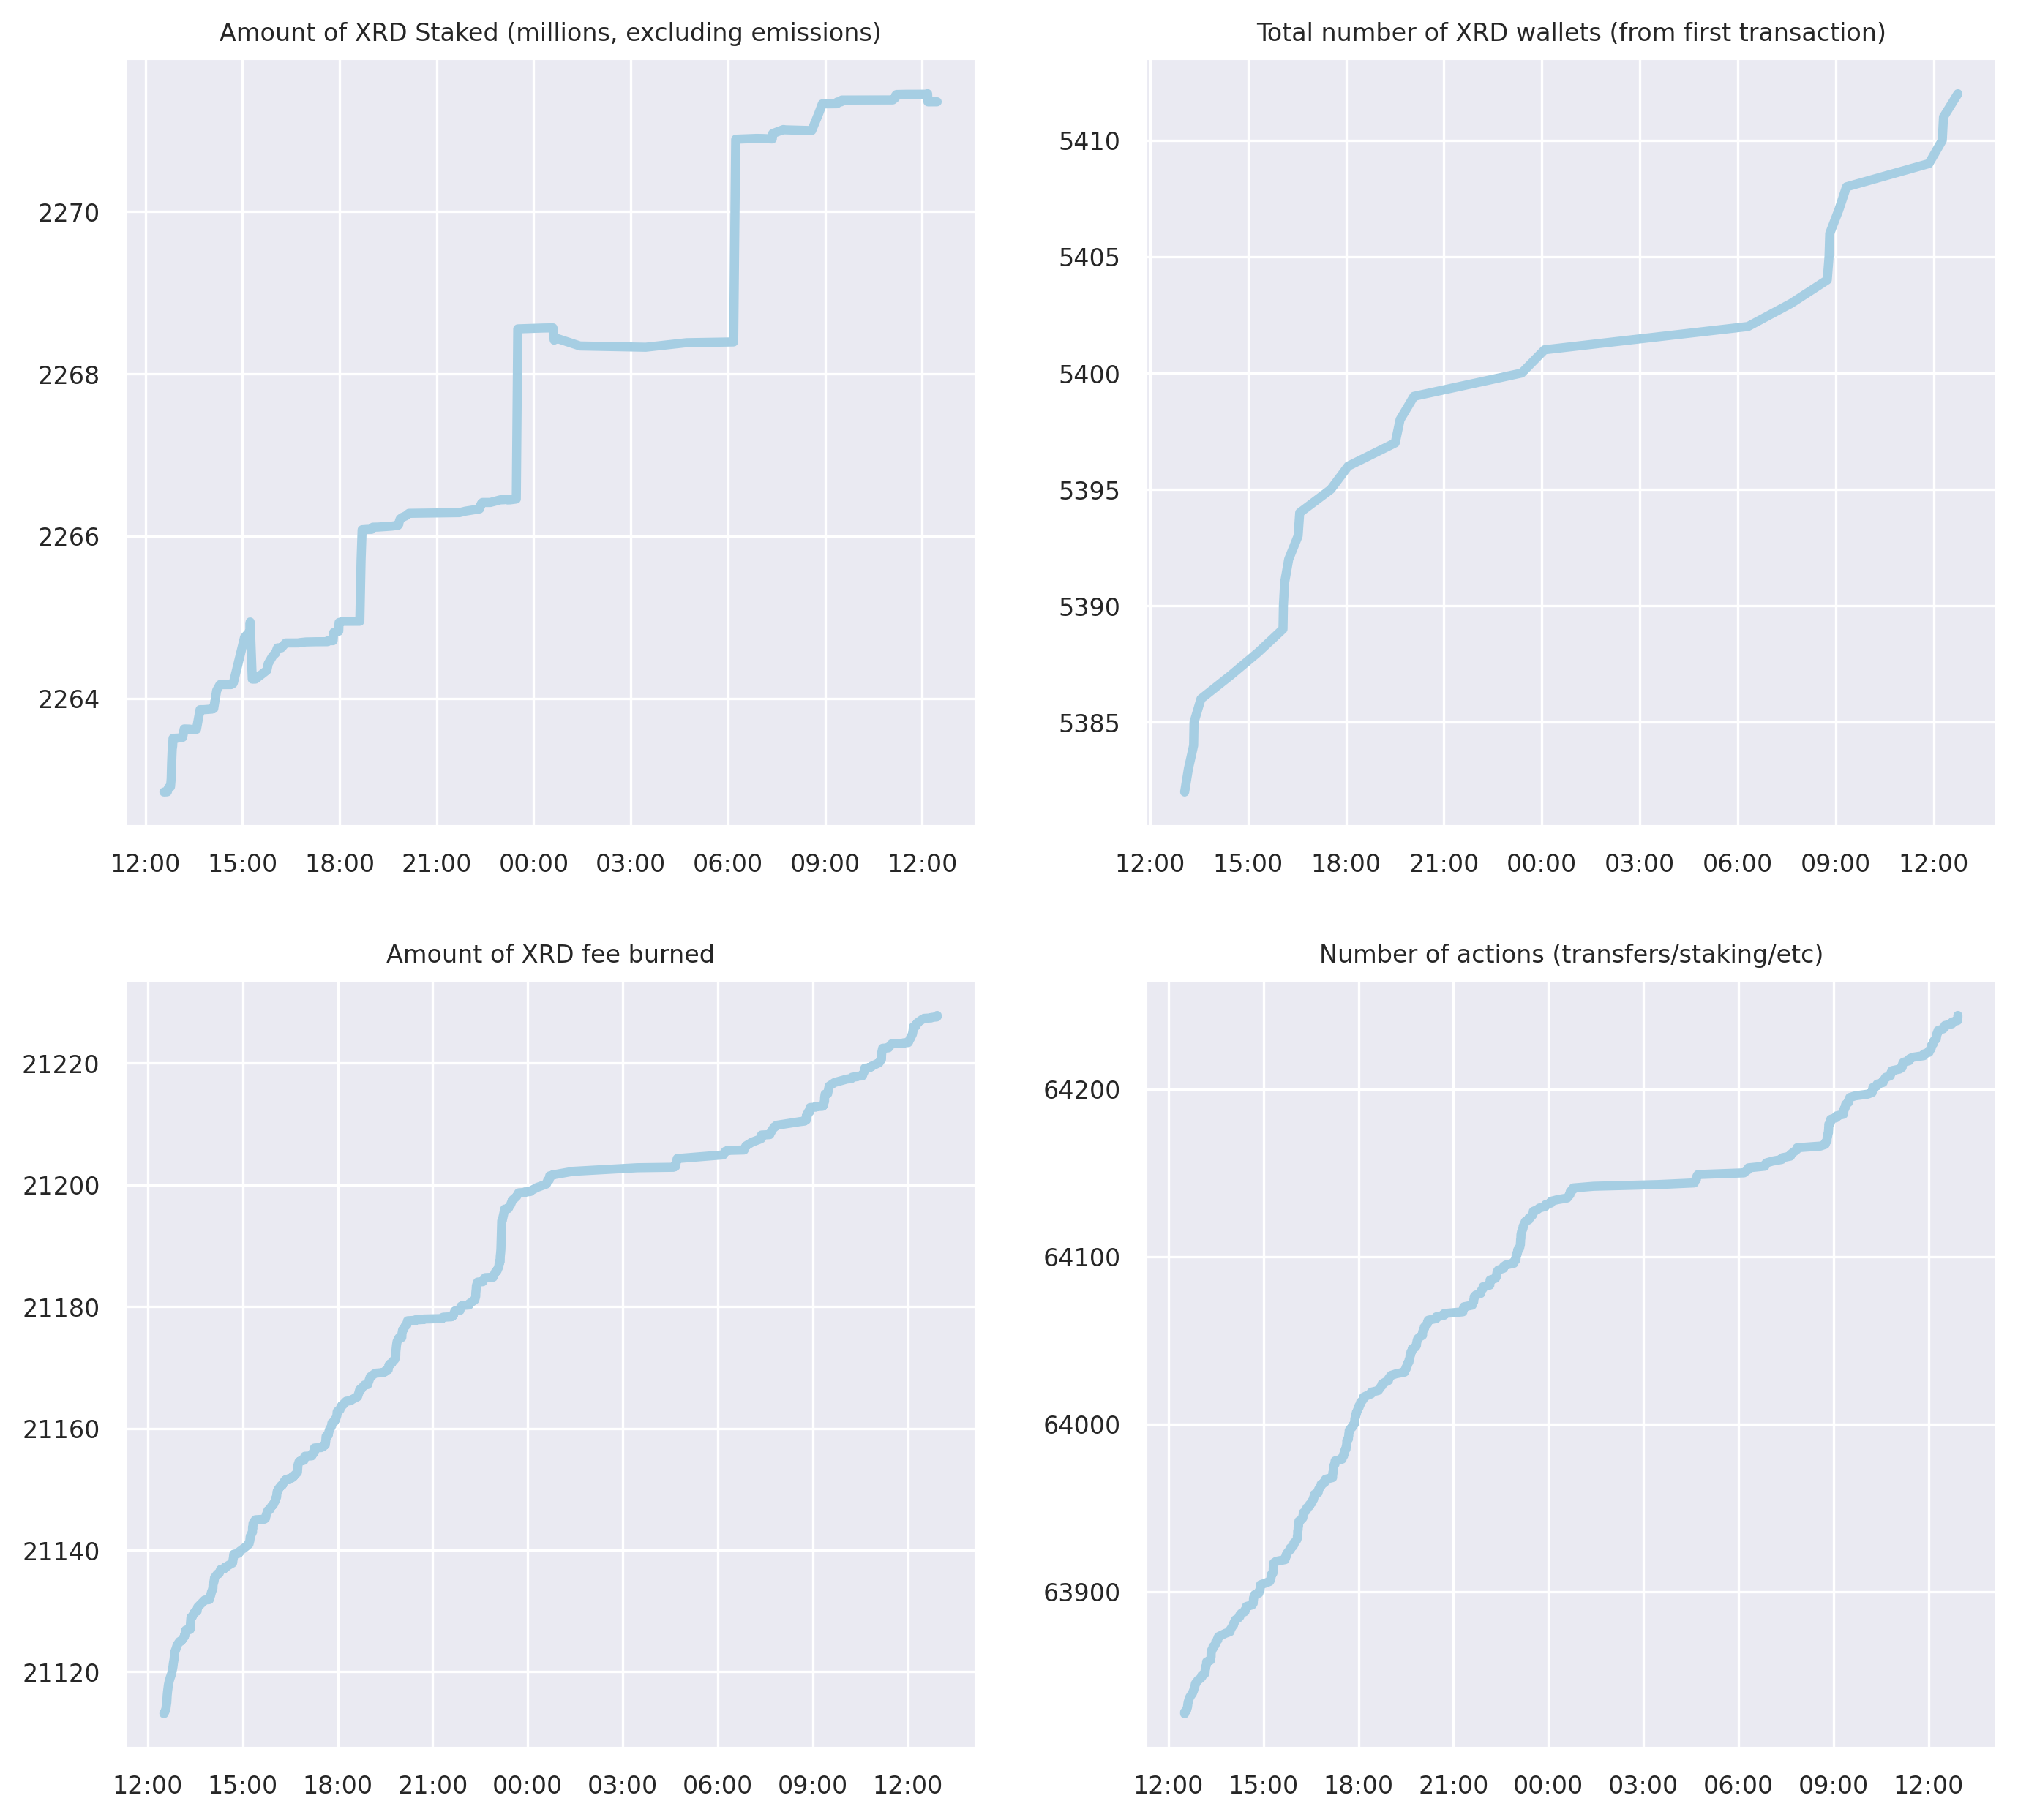 Amount of XRD Staked (millions, excluding emissions)
2270
2268
2266
2264
12:00 15:00 18:00 21:00 00:00 03:00 06:00 09:00 12:00
Total number of XRD wallets (from first transaction)
5410
5405
5400
5395
5390
5385
12:00 15:00 18:00 21:00 00:00 03:00 06:00 09:00 12:00
Amount of XRD fee burned
21220
21200
21180
21160
21140
21120
12:00 15:00 18:00 21:00 00:00 03:00 06:00 09:00 12:00
Number of actions (transfers/staking/etc)
64200
64100
64000
63900
12:00 15:00 18:00 21:00 00:00 03:00 06:00 09:00 12:00